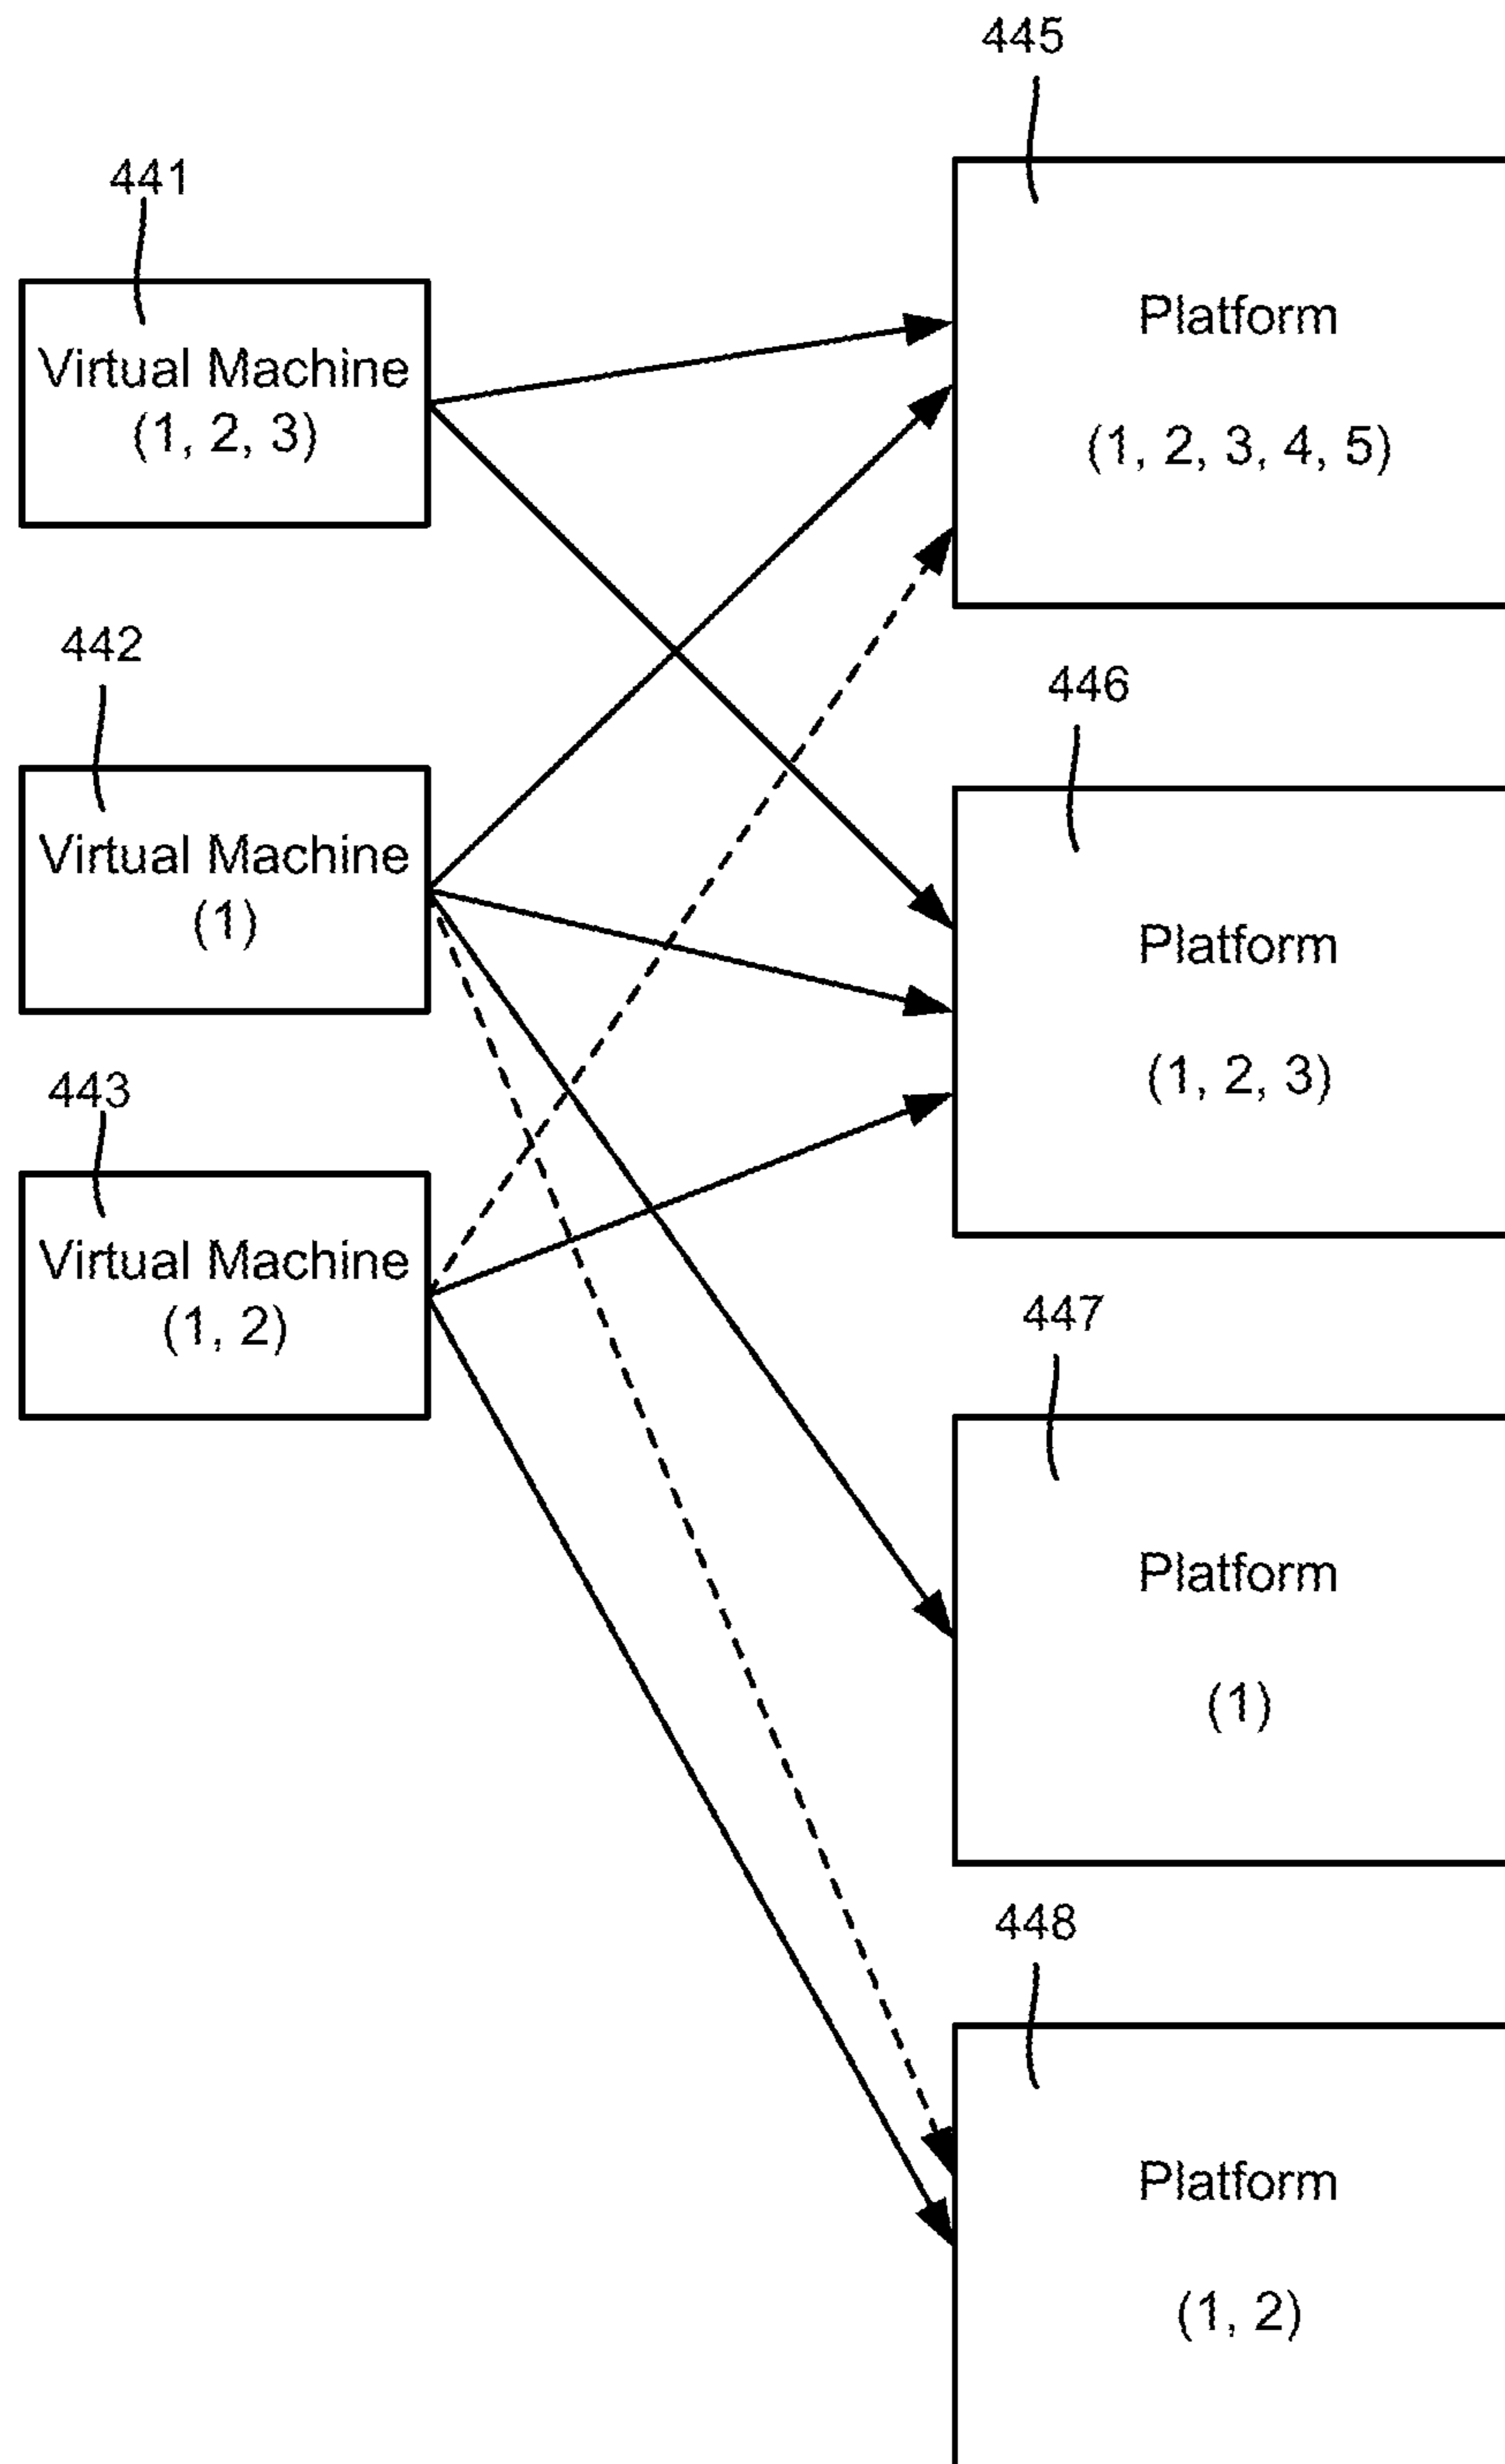 445
441
Virtual Machine
(1, 2, 3)
Platform
(1, 2, 3, 4, 5)
442
Virtual Machine
(1)
446
Platform
(1, 2, 3)
443
Virtual Machine
(1, 2)
447
Platform
(1)
448
Platform
(1, 2)